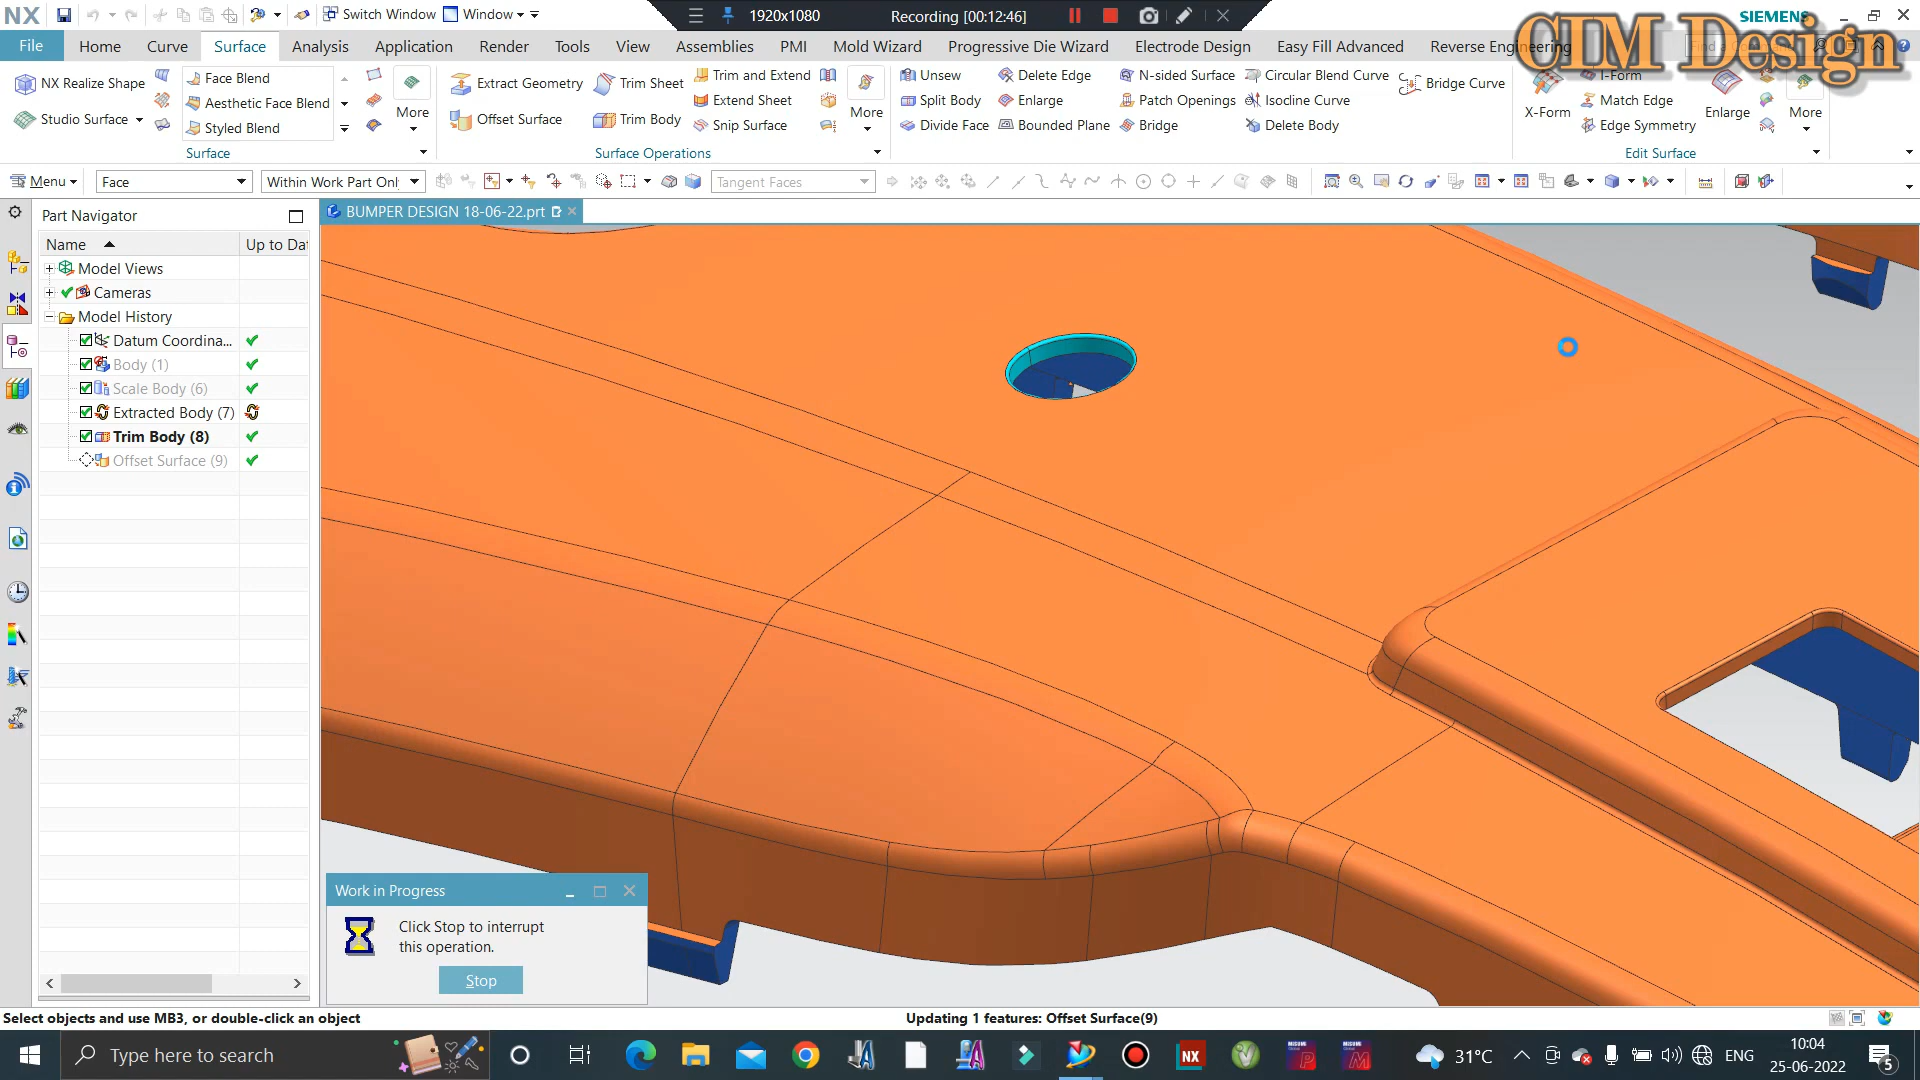 NX
Switch Window
Window
1920x1080
Recording [00:12:46]
SIEMENS
CIM Design
File
Home
Curve
Surface
Analysis
Application
Render
Tools
View
Assemblies
PMI
Mold Wizard
Progressive Die Wizard
Electrode Design
Easy Fill Advanced
Reverse Engineering
NX Realize Shape
Studio Surface
Face Blend
Aesthetic Face Blend
Styled Blend
More
Surface
Extract Geometry
Offset Surface
Trim Sheet
Trim Body
Trim and Extend
Extend Sheet
Snip Surface
More
Unsew
Split Body
Divide Face
Delete Edge
Enlarge
Bounded Plane
N-sided Surface
Patch Openings
Bridge
Circular Blend Curve
Isocline Curve
Delete Body
Bridge Curve
Surface Operations
X-Form
I-Form
Match Edge
Edge Symmetry
Enlarge
More
Edit Surface
Menu
Face
Within Work Part Only
Tangent Faces
Part Navigator
BUMPER DESIGN 18-06-22.prt
Name
Up to Dat
Model Views
Cameras
Model History
Datum Coordina...
Body (1)
Scale Body (6)
Extracted Body (7)
Trim Body (8)
Offset Surface (9)
Work in Progress
Click Stop to interrupt
this operation.
Stop
Select objects and use MB3, or double-click an object
Updating 1 features: Offset Surface(9)
Type here to search
NX
31°C
ENG
10:04
25-06-2022
5